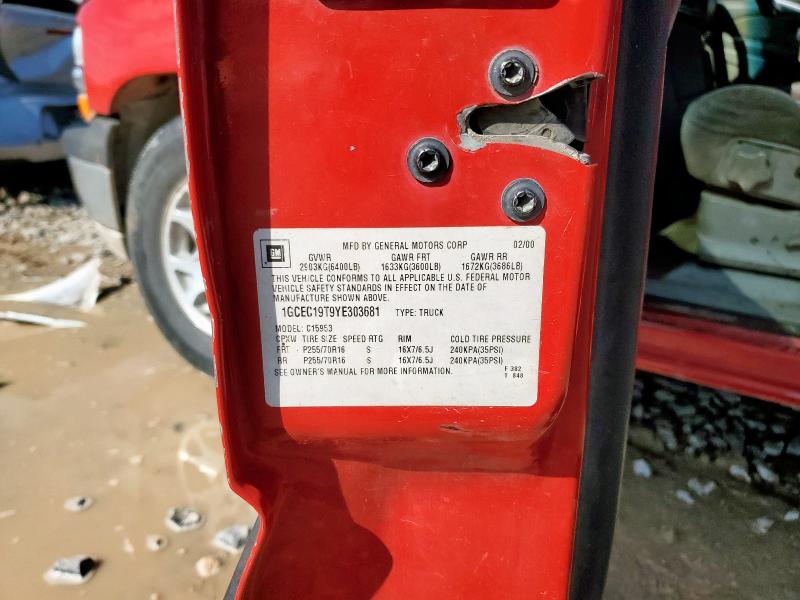 GM
MFD BY GENERAL MOTORS CORP 02/00
GVWR GAWR FRT GAWR RR
2903KG(6400LB) 1633KG(3600LB) 1672KG(3686LB)
THIS VEHICLE CONFORMS TO ALL APPLICABLE U.S. FEDERAL MOTOR
VEHICLE SAFETY STANDARDS IN EFFECT ON THE DATE OF
MANUFACTURE SHOWN ABOVE.
1GCEC19T9YE303681 TYPE: TRUCK
MODEL: C15953
TIRE SIZE SPEED RTG RIM COLD TIRE PRESSURE
FRT P255/70R16 S 16X7/6.5J 240KPA(35PSI)
RR P255/70R16 S 16X7/6.5J 240KPA(35PSI)
SEE OWNER'S MANUAL FOR MORE INFORMATION.
F 382
T 848